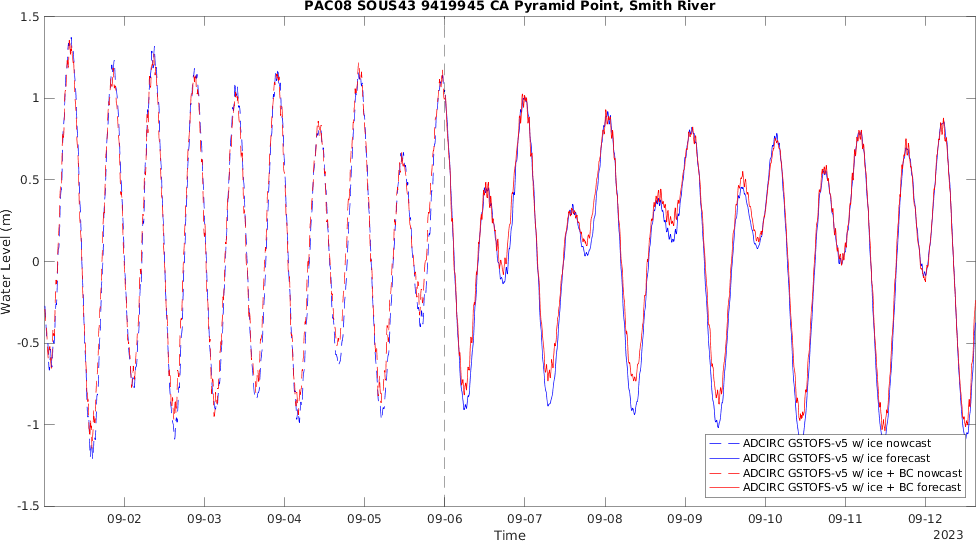 PAC08 SOUS43 9419945 CA Pyramid Point, Smith River
1.5
1
0.5
0
-0.5
-1
-1.5
Water Level (m)
ADCIRC GSTOFS-v5 w/ ice nowcast
ADCIRC GSTOFS-v5 w/ ice forecast
ADCIRC GSTOFS-v5 w/ ice + BC nowcast
ADCIRC GSTOFS-v5 w/ ice + BC forecast
09-02 09-03 09-04 09-05 09-06 09-07 09-08 09-09 09-10 09-11 09-12
Time
2023